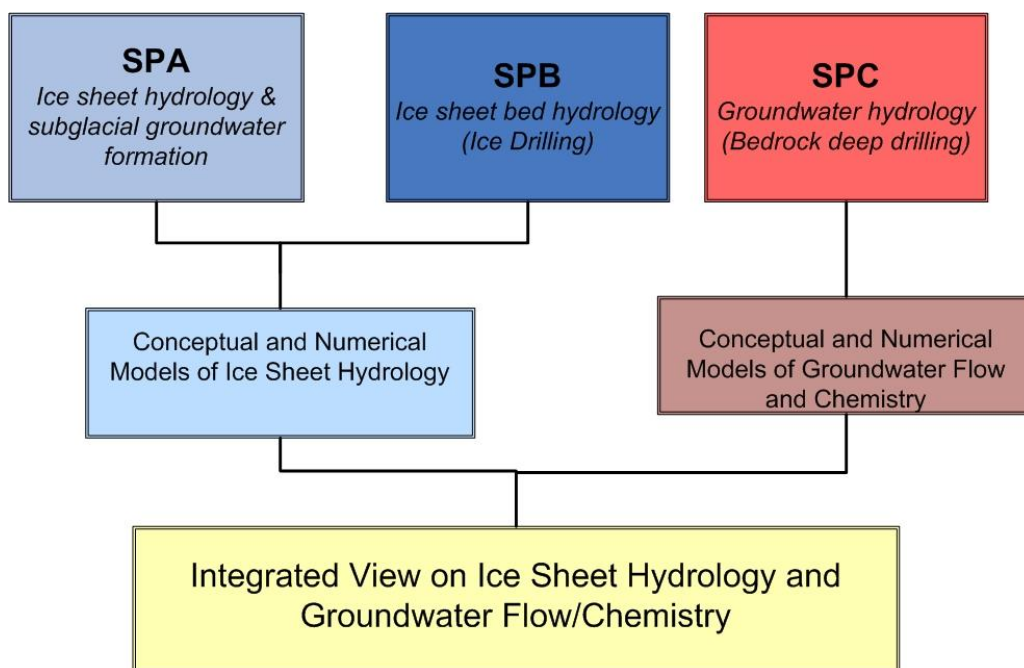 SPA
Ice sheet hydrology &
subglacial groundwater
formation
SPB
Ice sheet bed hydrology
(Ice Drilling)
SPC
Groundwater hydrology
(Bedrock deep drilling)
Conceptual and Numerical
Models of Ice Sheet Hydrology
Conceptual and Numerical
Models of Groundwater Flow
and Chemistry
Integrated View on Ice Sheet Hydrology and
Groundwater Flow/Chemistry